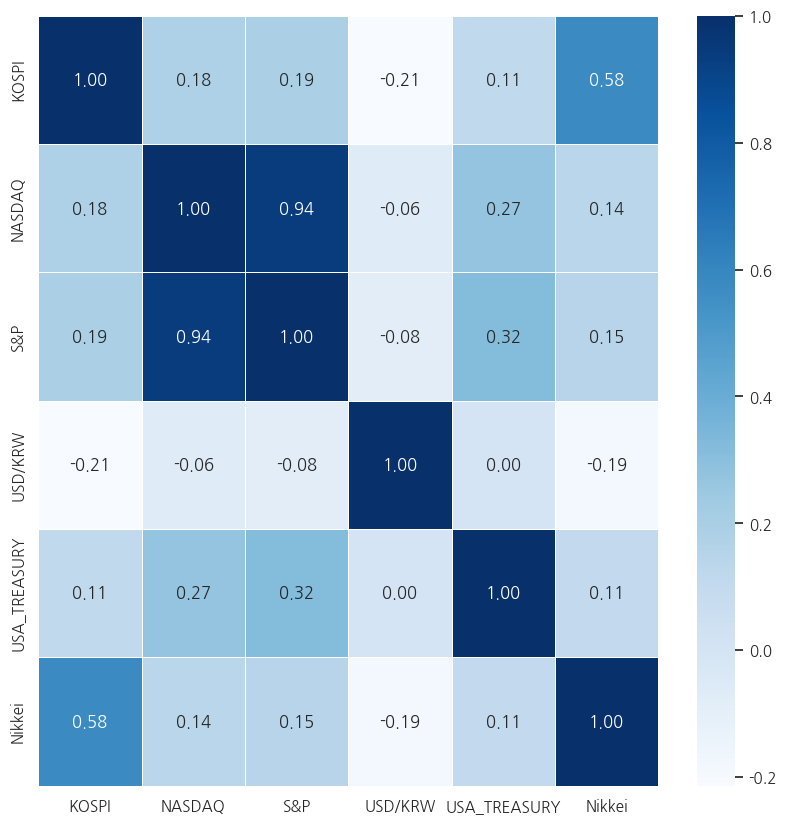 KOSPI 1.00 0.18 0.19 -0.21 0.11 0.58
NASDAQ 0.18 1.00 0.94 -0.06 0.27 0.14
S&P 0.19 0.94 1.00 -0.08 0.32 0.15
USD/KRW -0.21 -0.06 -0.08 1.00 0.00 -0.19
USA_TREASURY 0.11 0.27 0.32 0.00 1.00 0.11
Nikkei 0.58 0.14 0.15 -0.19 0.11 1.00
KOSPI NASDAQ S&P USD/KRW USA_TREASURY Nikkei
1.0
0.8
0.6
0.4
0.2
0.0
-0.2